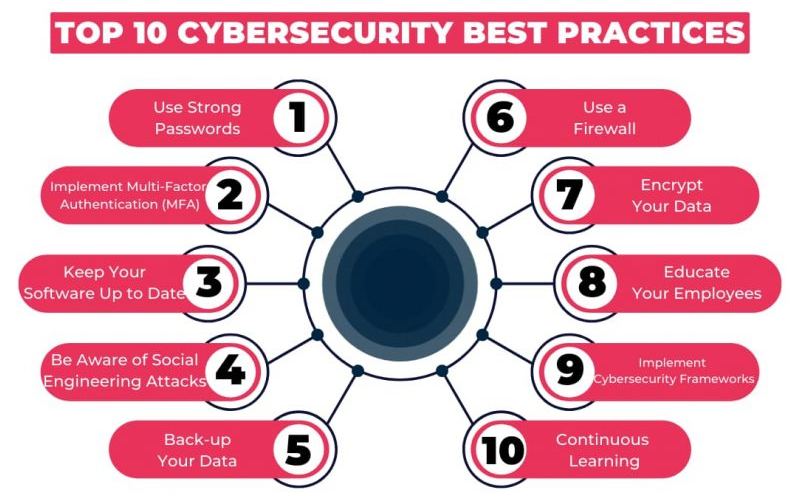 TOP 10 CYBERSECURITY BEST PRACTICES
1
Use Strong
Passwords
2
Implement Multi-Factor
Authentication (MFA)
3
Keep Your
Software Up to Date
4
Be Aware of Social
Engineering Attacks
5
Back-up
Your Data
6
Use a
Firewall
7
Encrypt
Your Data
8
Educate
Your Employees
9
Implement
Cybersecurity Frameworks
10
Continuous
Learning